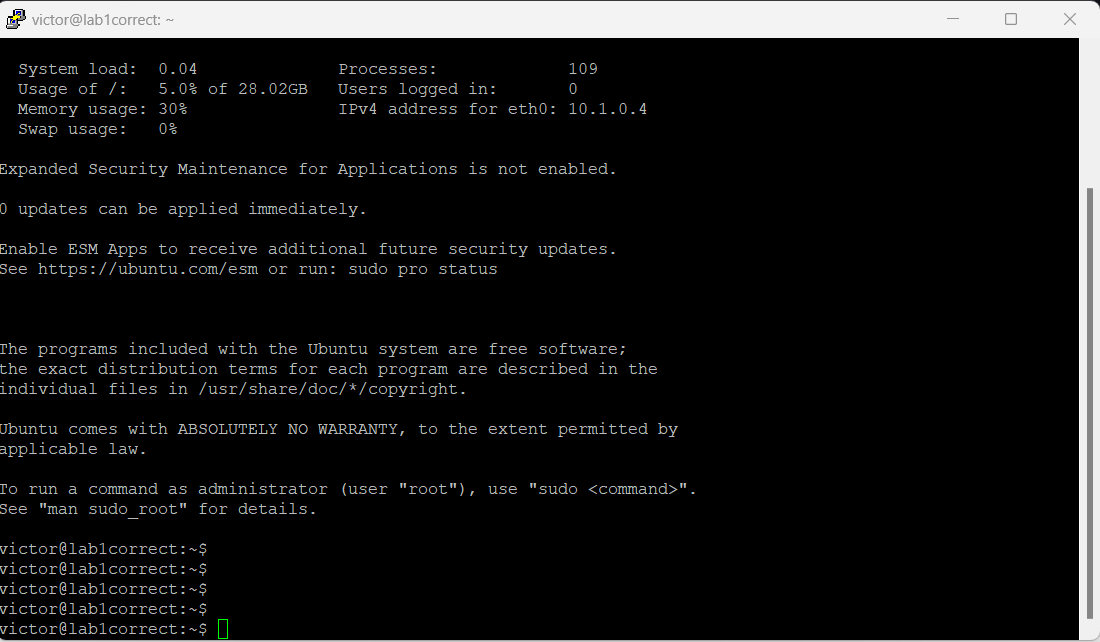 victor@lab1correct: ~
System load: 0.04 Processes: 109
Usage of /: 5.0% of 28.02GB Users logged in: 0
Memory usage: 30% IPv4 address for eth0: 10.1.0.4
Swap usage: 0%
Expanded Security Maintenance for Applications is not enabled.
0 updates can be applied immediately.
Enable ESM Apps to receive additional future security updates.
See https://ubuntu.com/esm or run: sudo pro status
The programs included with the Ubuntu system are free software;
the exact distribution terms for each program are described in the
individual files in /usr/share/doc/*/copyright.
Ubuntu comes with ABSOLUTELY NO WARRANTY, to the extent permitted by
applicable law.
To run a command as administrator (user "root"), use "sudo <command>".
See "man sudo_root" for details.
victor@lab1correct:~$
victor@lab1correct:~$
victor@lab1correct:~$
victor@lab1correct:~$
victor@lab1correct:~$